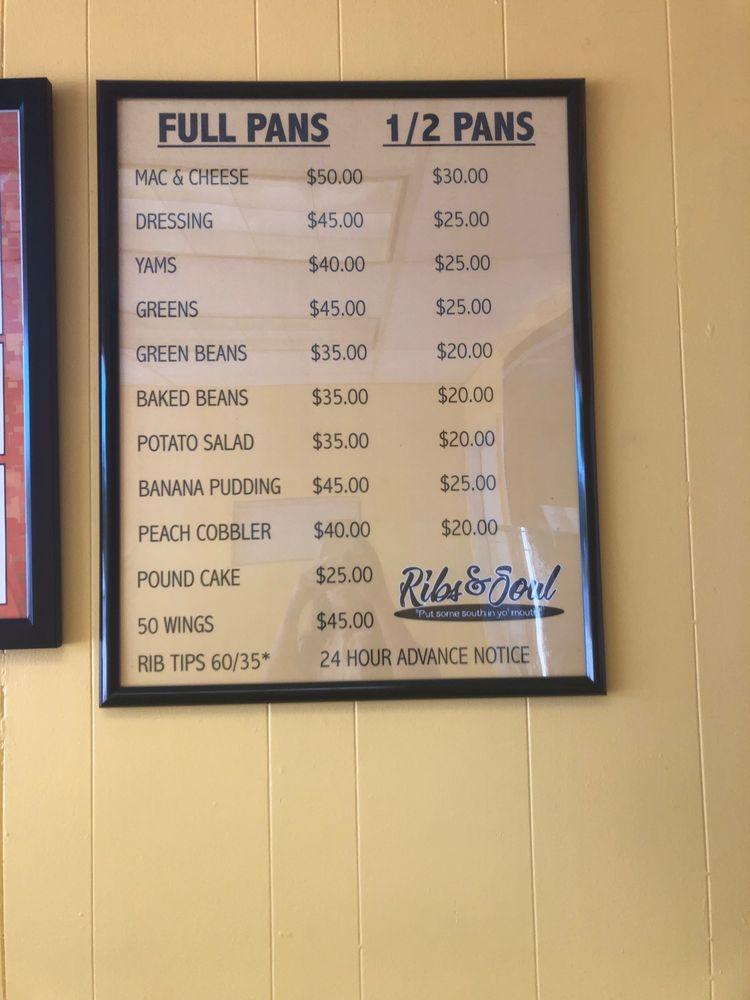 FULL PANS 1/2 PANS
MAC & CHEESE $50.00 $30.00
DRESSING $45.00 $25.00
YAMS $40.00 $25.00
GREENS $45.00 $25.00
GREEN BEANS $35.00 $20.00
BAKED BEANS $35.00 $20.00
POTATO SALAD $35.00 $20.00
BANANA PUDDING $45.00 $25.00
PEACH COBBLER $40.00 $20.00
POUND CAKE $25.00
Ribs & Soul
"Put some south in yo' mouth"
50 WINGS $45.00
RIB TIPS 60/35* 24 HOUR ADVANCE NOTICE